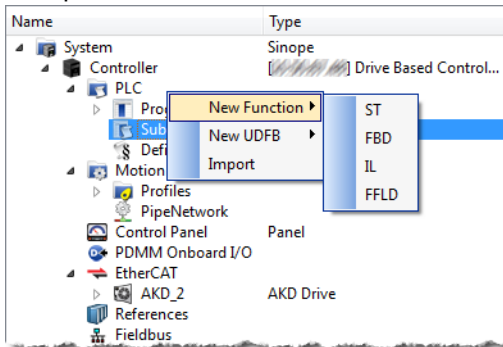 Name Type
System Sinope
Controller [ ] Drive Based Control...
PLC
Pro New Function ST
Sub New UDFB FBD
Defi Import IL
Motion FFLD
Profiles
PipeNetwork
Control Panel Panel
PDMM Onboard I/O
EtherCAT
AKD_2 AKD Drive
References
Fieldbus